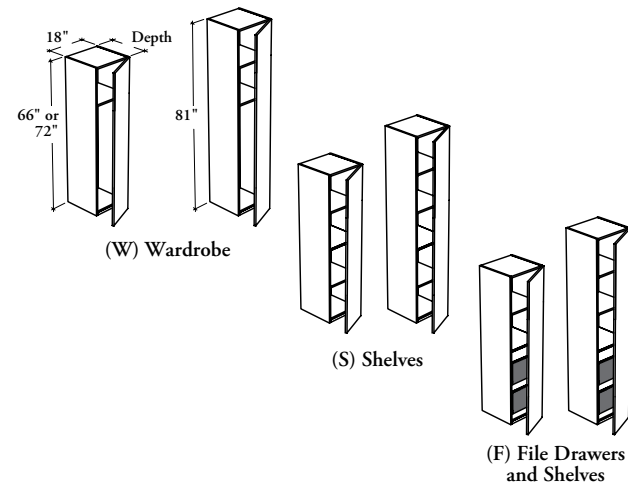 18"
Depth
66" or
72"
81"
(W) Wardrobe
(S) Shelves
(F) File Drawers
and Shelves